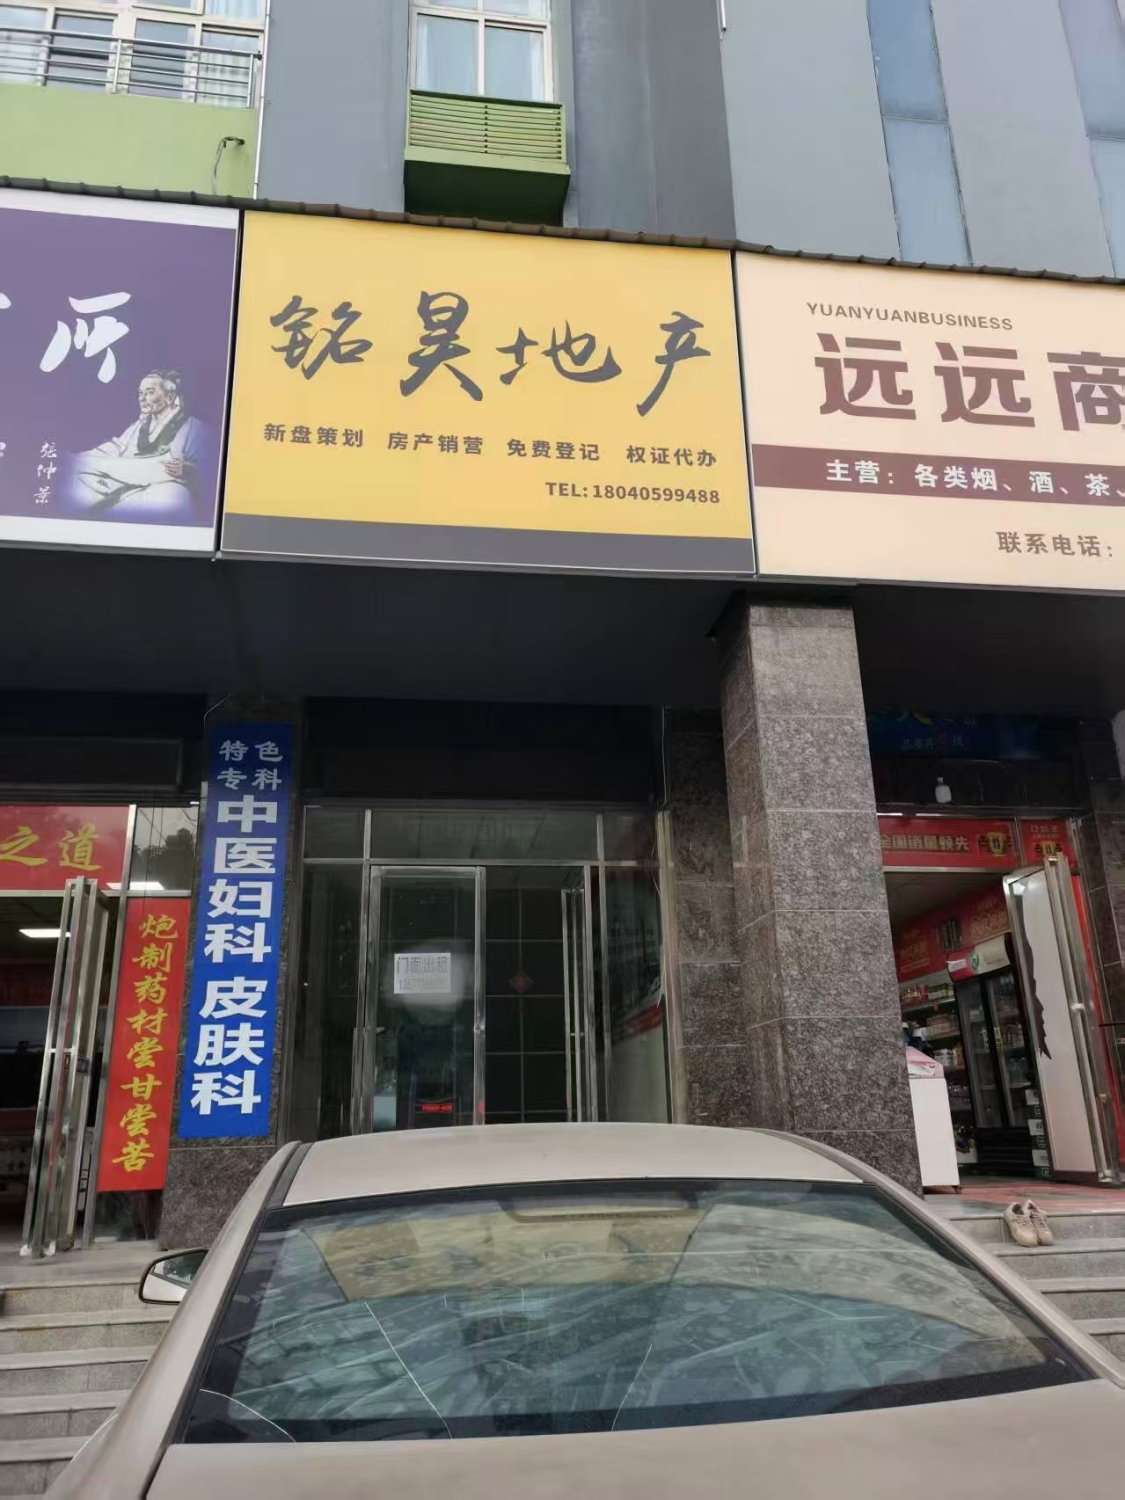 所
张仲景
铭昊地产
新盘策划 房产销营 免费登记 权证代办
TEL:18040599488
YUANYUANBUSINESS
远远商
主营：各类烟、酒、茶、
联系电话：
特色
专科
中医妇科 皮肤科
之道
炮制药材尝甘尝苦
门面出租
全国销量领先